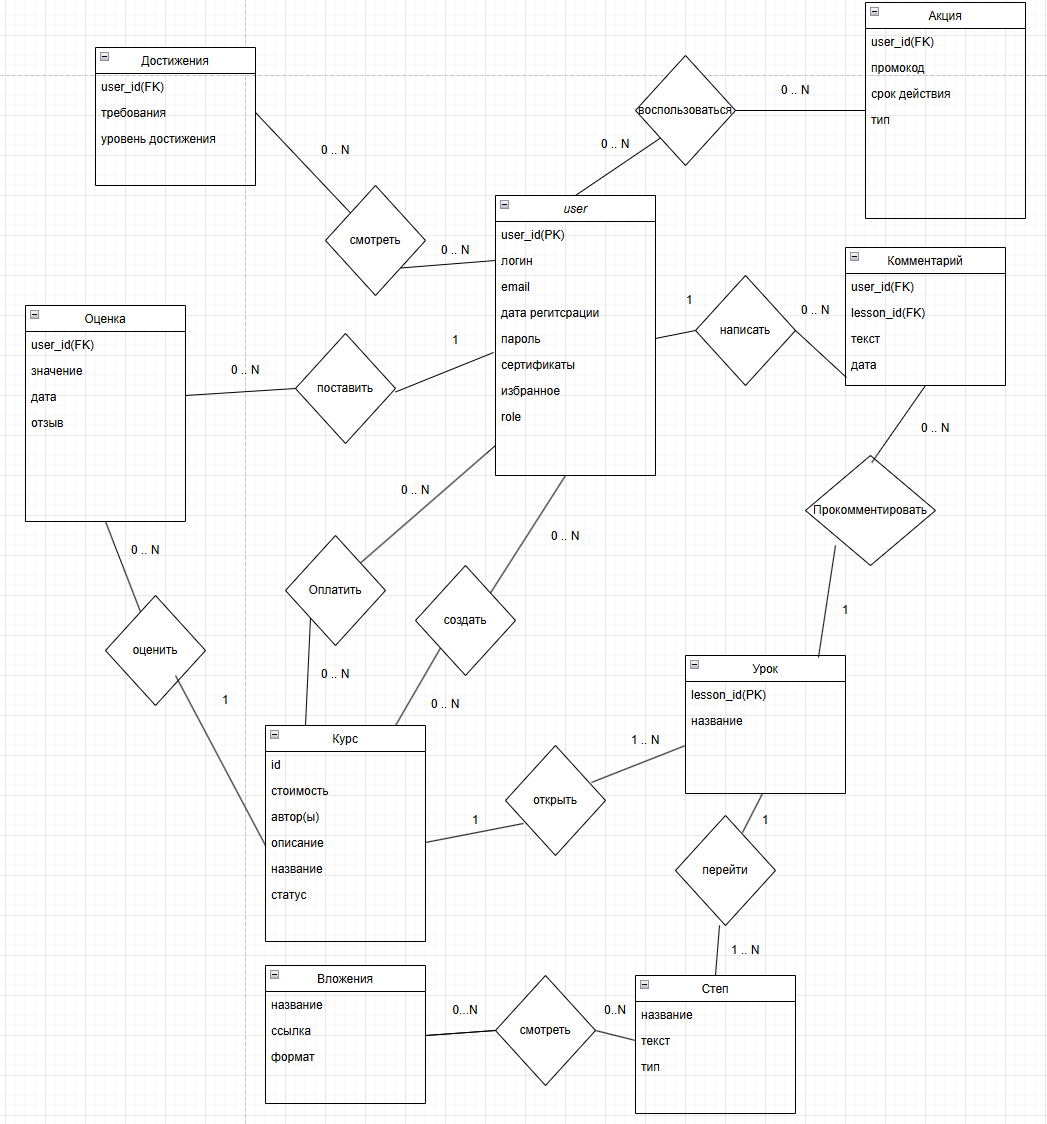 Акция
user_id(FK)
промокод
срок действия
тип
Достижения
user_id(FK)
требования
уровень достижения
воспользоваться
0 .. N
0 .. N
0 .. N
смотреть
0 .. N
user
user_id(PK)
логин
email
дата регитсрации
пароль
сертификаты
избранное
role
Комментарий
user_id(FK)
lesson_id(FK)
текст
дата
1
написать
0 .. N
Оценка
user_id(FK)
значение
дата
отзыв
0 .. N
поставить
1
0 .. N
Прокомментировать
1
0 .. N
0 .. N
0 .. N
Оплатить
создать
оценить
1
0 .. N
0 .. N
Урок
lesson_id(PK)
название
Курс
id
стоимость
автор(ы)
описание
название
статус
1
открыть
1 .. N
1
перейти
1 .. N
Вложения
название
ссылка
формат
0...N
смотреть
0..N
Степ
название
текст
тип